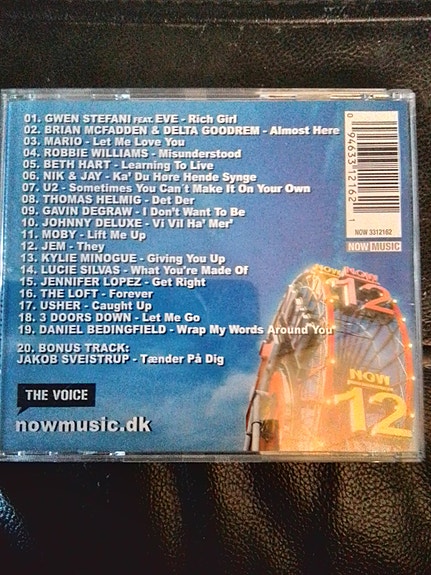 01. GWEN STEFANI FEAT. EVE - Rich Girl
02. BRIAN MCFADDEN & DELTA GOODREM - Almost Here
03. MARIO - Let Me Love You
04. ROBBIE WILLIAMS - Misunderstood
05. BETH HART - Learning To Live
06. NIK & JAY - Ka' Du Høre Hende Synge
07. U2 - Sometimes You Can´t Make It On Your Own
08. THOMAS HELMIG - Det Der
09. GAVIN DEGRAW - I Don't Want To Be
10. JOHNNY DELUXE - Vi Vil Ha' Mer'
11. MOBY - Lift Me Up
12. JEM - They
13. KYLIE MINOGUE - Giving You Up
14. LUCIE SILVAS - What You're Made Of
15. JENNIFER LOPEZ - Get Right
16. THE LOFT - Forever
17. USHER - Caught Up
18. 3 DOORS DOWN - Let Me Go
19. DANIEL BEDINGFIELD - Wrap My Words Around You
20. BONUS TRACK:
JAKOB SVEISTRUP - Tænder På Dig
THE VOICE
nowmusic.dk
0 94633 12162 1
NOW 3312162
NOW MUSIC
NOW
NOW
12
NOW
12